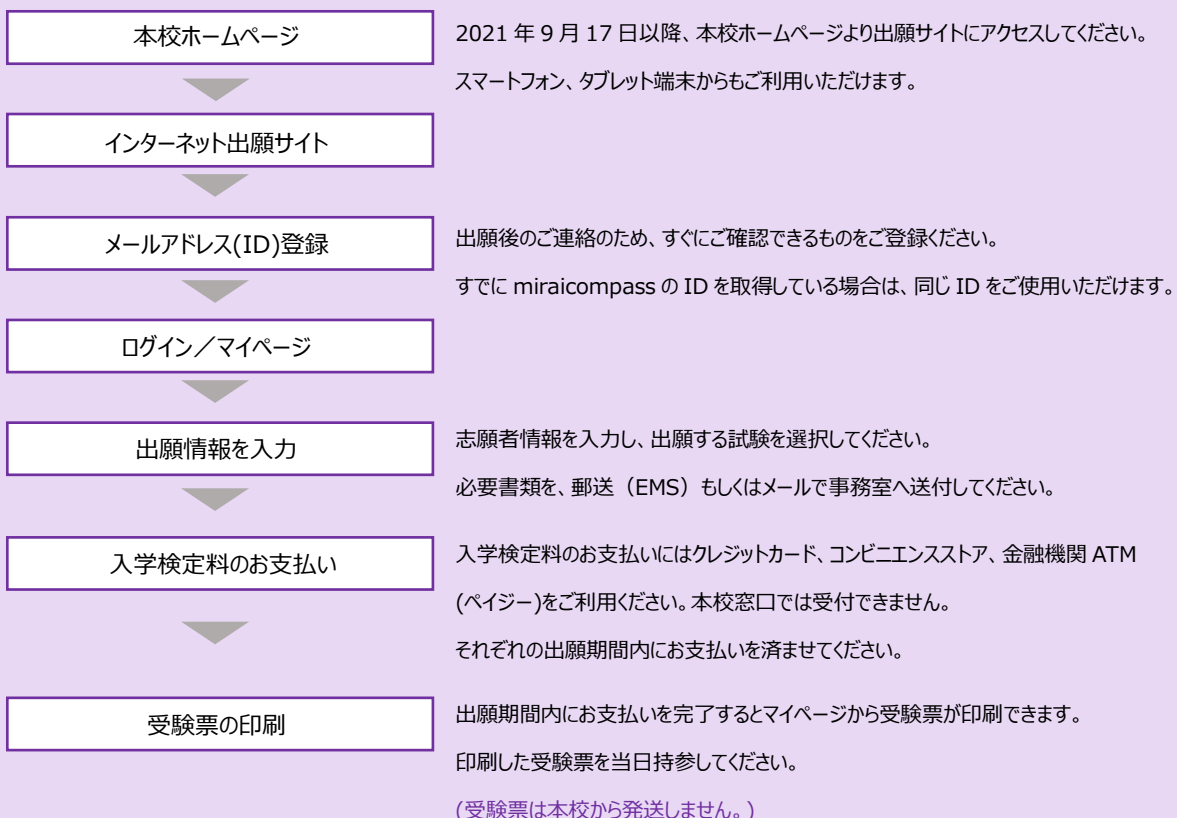 本校ホームページ
2021 年 9 月 17 日以降、本校ホームページより出願サイトにアクセスしてください。
スマートフォン、タブレット端末からもご利用いただけます。
インターネット出願サイト
メールアドレス(ID)登録
出願後のご連絡のため、すぐにご確認できるものをご登録ください。
すでに miraicompass の ID を取得している場合は、同じ ID をご使用いただけます。
ログイン／マイページ
出願情報を入力
志願者情報を入力し、出願する試験を選択してください。
必要書類を、郵送（EMS）もしくはメールで事務室へ送付してください。
入学検定料のお支払い
入学検定料のお支払いにはクレジットカード、コンビニエンスストア、金融機関 ATM
(ペイジー)をご利用ください。本校窓口では受付できません。
それぞれの出願期間内にお支払いを済ませてください。
受験票の印刷
出願期間内にお支払いを完了するとマイページから受験票が印刷できます。
印刷した受験票を当日持参してください。
(受験票は本校から発送しません。)